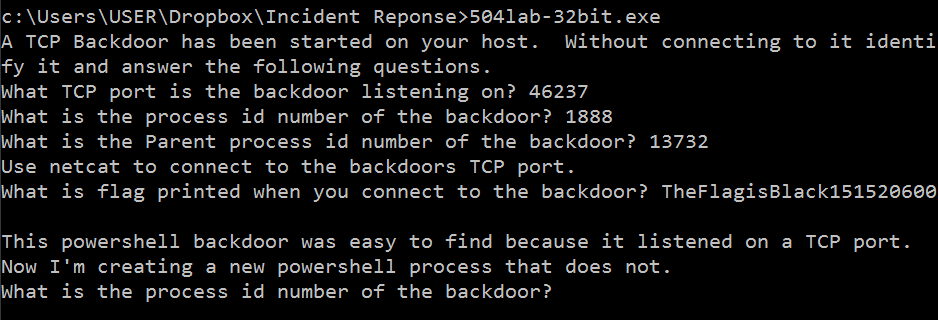 c:\Users\USER\Dropbox\Incident Reponse>504lab-32bit.exe
A TCP Backdoor has been started on your host.  Without connecting to it identi
fy it and answer the following questions.
What TCP port is the backdoor listening on? 46237
What is the process id number of the backdoor? 1888
What is the Parent process id number of the backdoor? 13732
Use netcat to connect to the backdoors TCP port.
What is flag printed when you connect to the backdoor? TheFlagisBlack151520600

This powershell backdoor was easy to find because it listened on a TCP port.
Now I'm creating a new powershell process that does not.
What is the process id number of the backdoor?